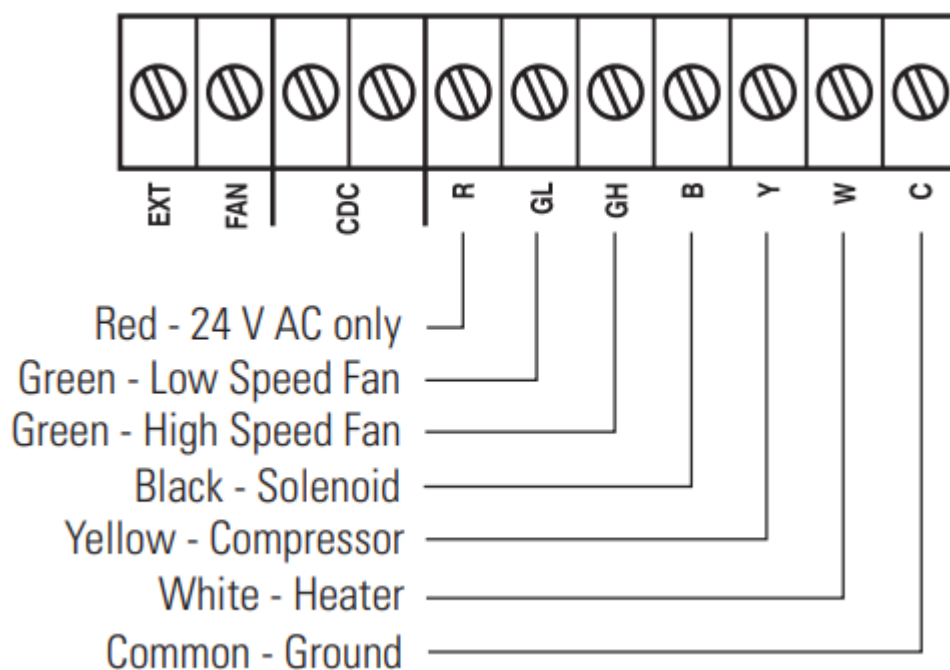 EXT FAN CDC R GL GH B Y W C
Red - 24 V AC only
Green - Low Speed Fan
Green - High Speed Fan
Black - Solenoid
Yellow - Compressor
White - Heater
Common - Ground